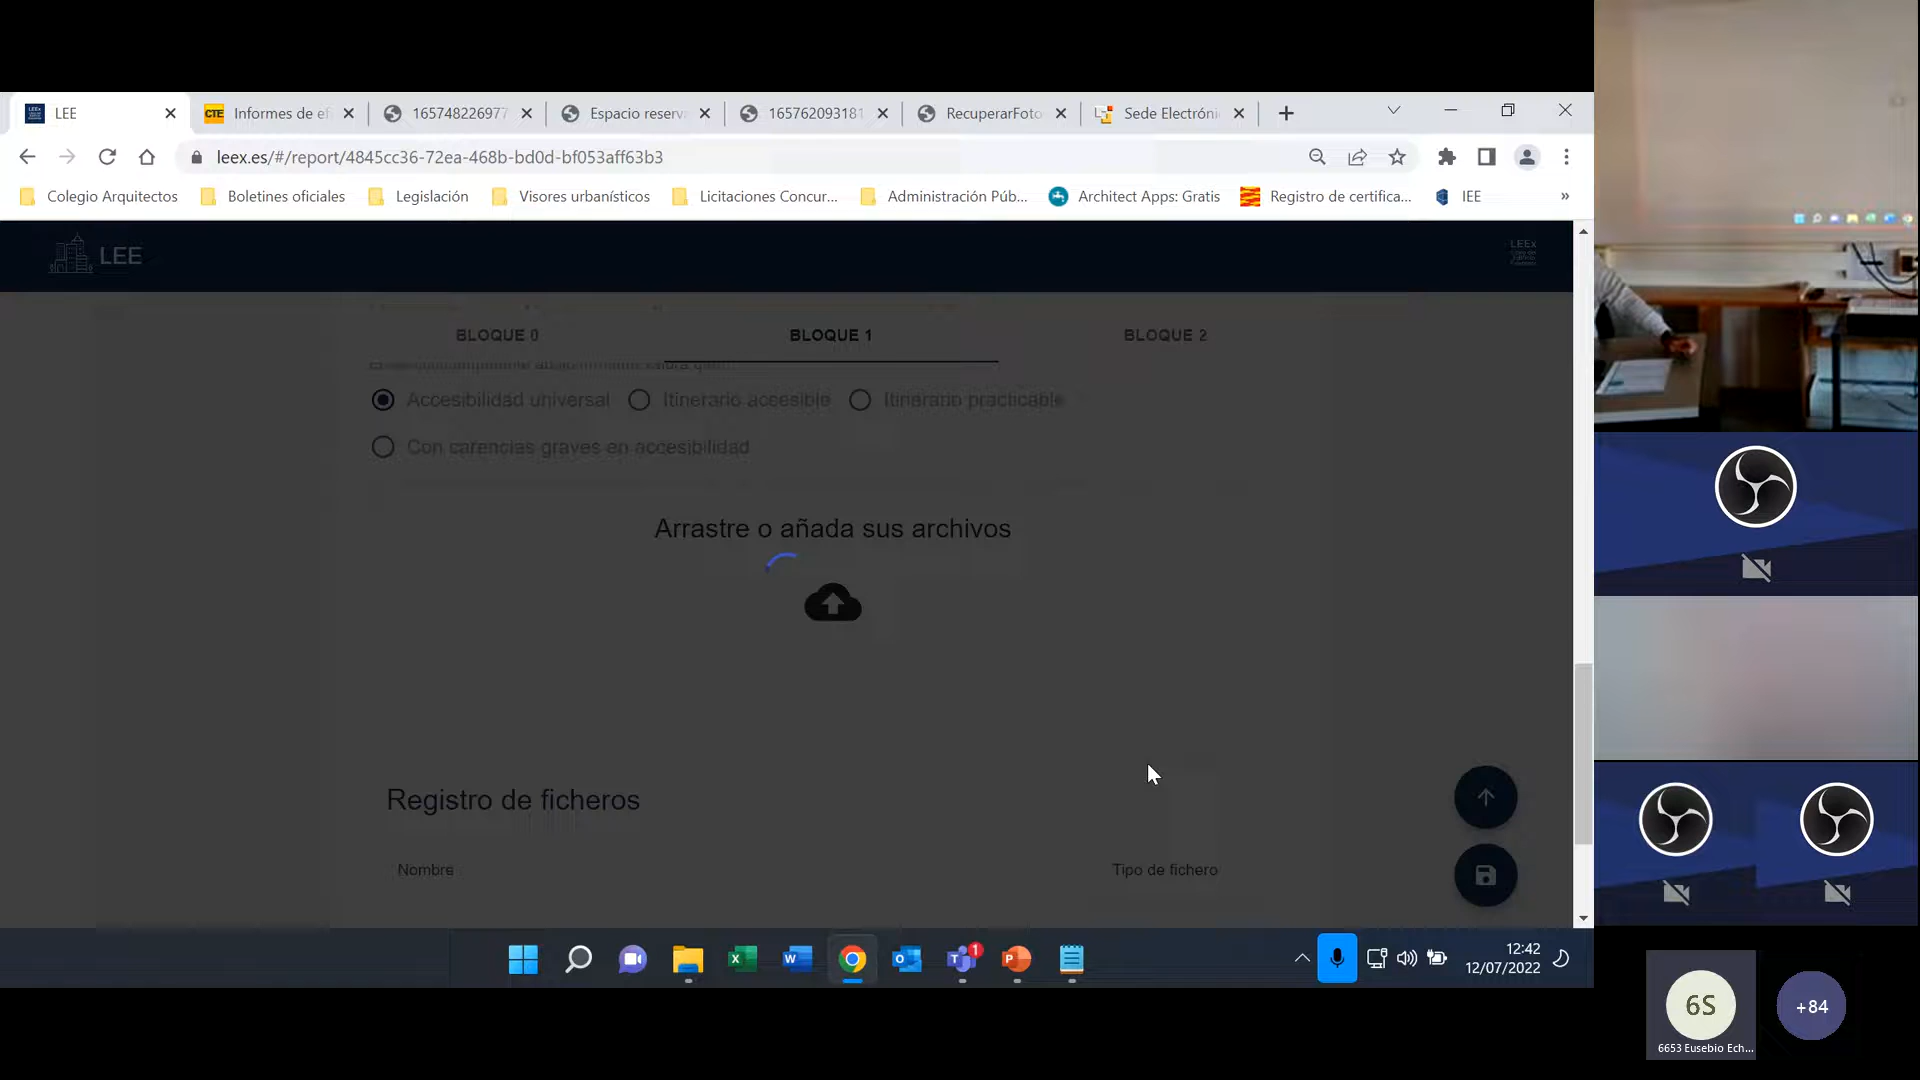 LEE
Informes de ef
165748226977
Espacio reserv
165762093181
RecuperarFoto
Sede Electróni
leex.es/#/report/4845cc36-72ea-468b-bd0d-bf053aff63b3
Colegio Arquitectos
Boletines oficiales
Legislación
Visores urbanísticos
Licitaciones Concur...
Administración Púb...
Architect Apps: Gratis
Registro de certifica...
IEE
»
LEE
LEEx
BLOQUE 0
BLOQUE 1
BLOQUE 2
Accesibilidad universal
Itinerario accesible
Itinerario practicable
Con carencias graves en accesibilidad
Arrastre o añada sus archivos
Registro de ficheros
Nombre
Tipo de fichero
12:42
12/07/2022
6S
+84
6653 Eusebio Ech...